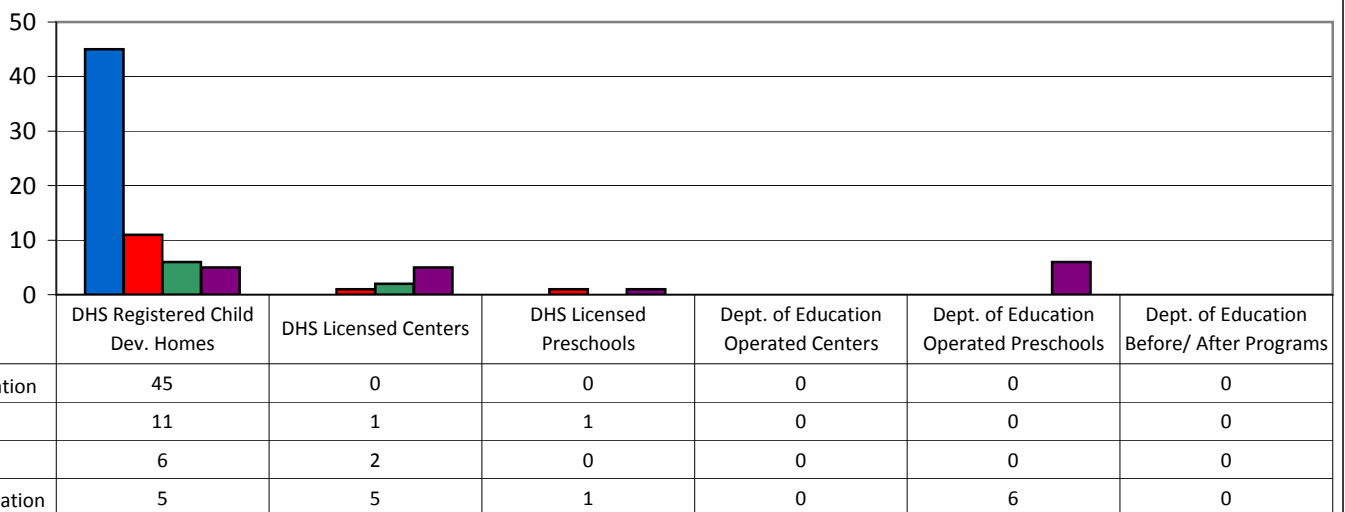 50
40
30
20
10
0
DHS Registered Child
Dev. Homes
DHS Licensed Centers
DHS Licensed
Preschools
Dept. of Education
Operated Centers
Dept. of Education
Operated Preschools
Dept. of Education
Before/ After Programs
45 0 0 0 0 0
11 1 1 0 0 0
6 2 0 0 0 0
5 5 1 0 6 0